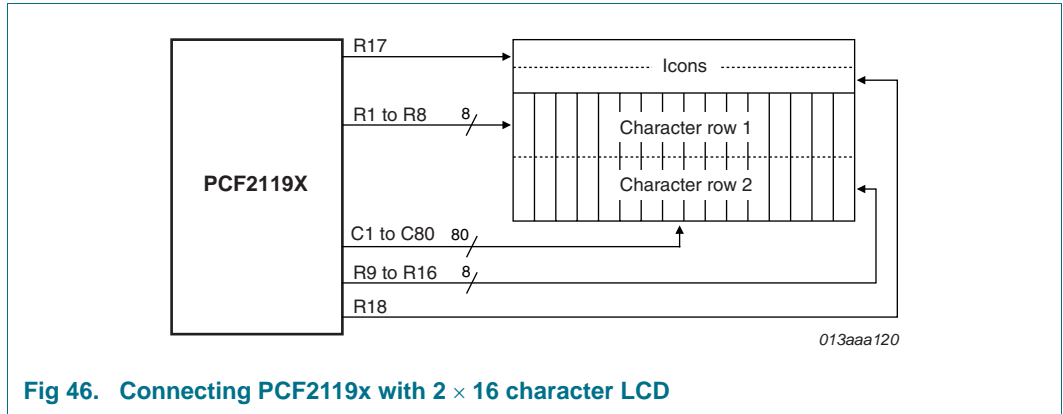 R17
Icons
R1 to R8 8
Character row 1
PCF2119X
Character row 2
C1 to C80 80
R9 to R16 8
R18
013aaa120
Fig 46. Connecting PCF2119x with 2 × 16 character LCD